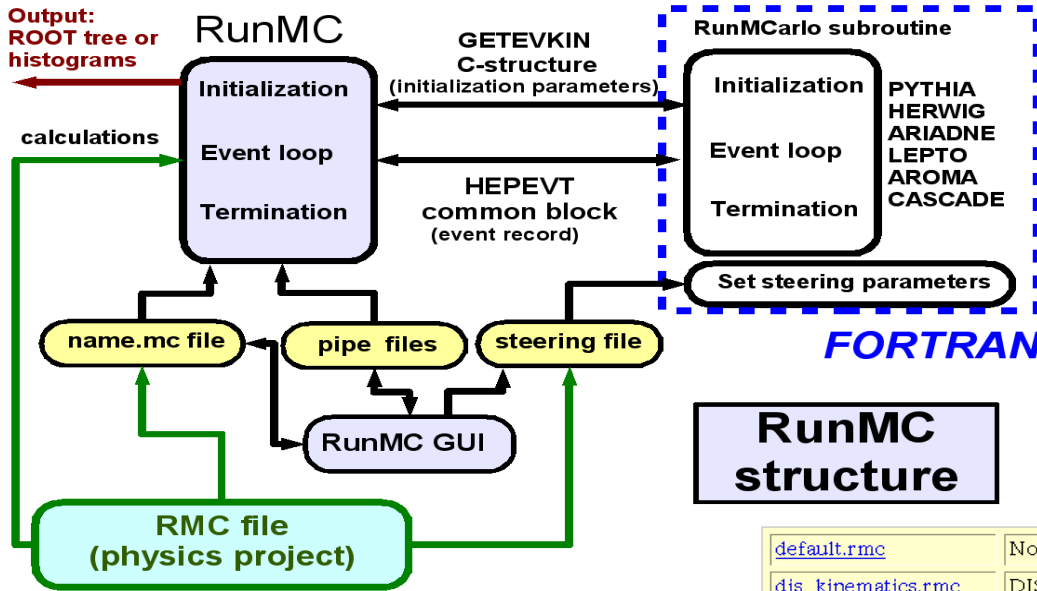 Output:
ROOT tree or
histograms
RunMC
Initialization
Event loop
Termination
calculations
GETEVKIN
C-structure
(initialization parameters)
HEPEVT
common block
(event record)
RunMCarlo subroutine
Initialization
Event loop
Termination
PYTHIA
HERWIG
ARIADNE
LEPTO
AROMA
CASCADE
Set steering parameters
name.mc file
pipe files
steering file
FORTRAN
RunMC GUI
RunMC
structure
RMC file
(physics project)
default.rmc No
dis_kinematics.rmc DIS